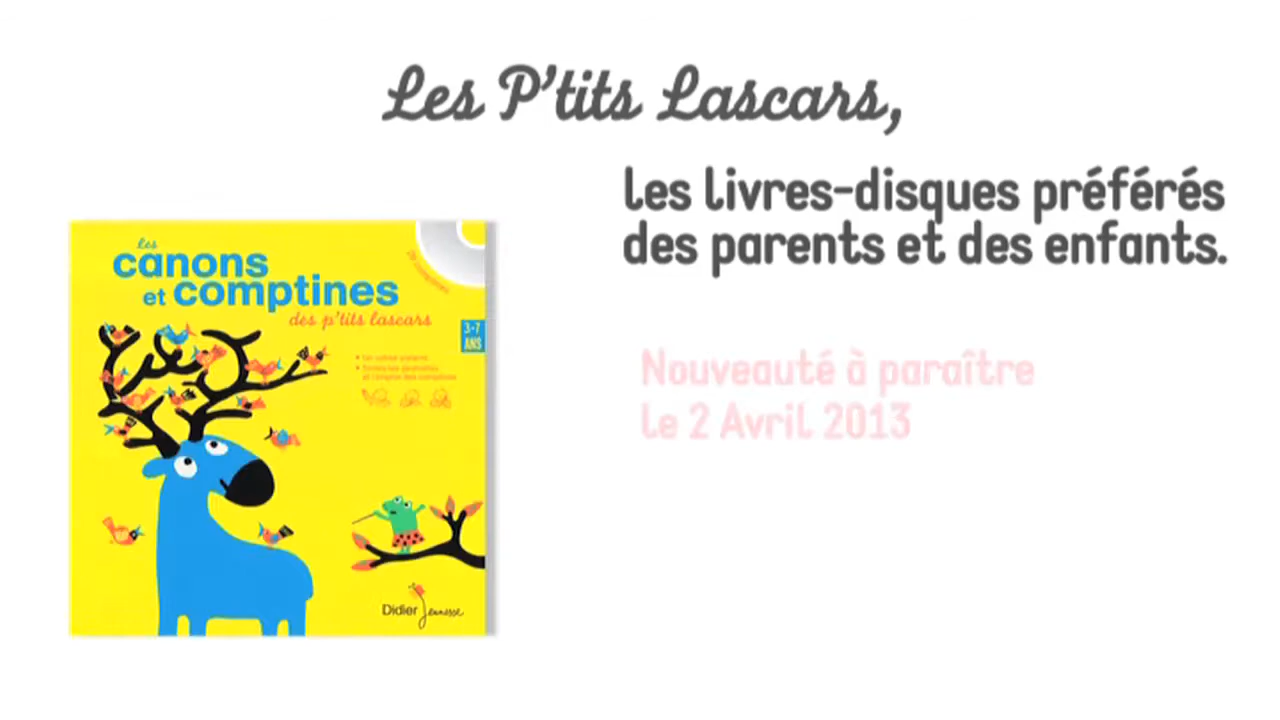 Les P'tits Lascars,
les livres-disques préférés
des parents et des enfants.
les
canons
et comptines
des p'tits lascars
3-7
ANS
Nouveauté à paraître
le 2 Avril 2013
Didier Jeunesse